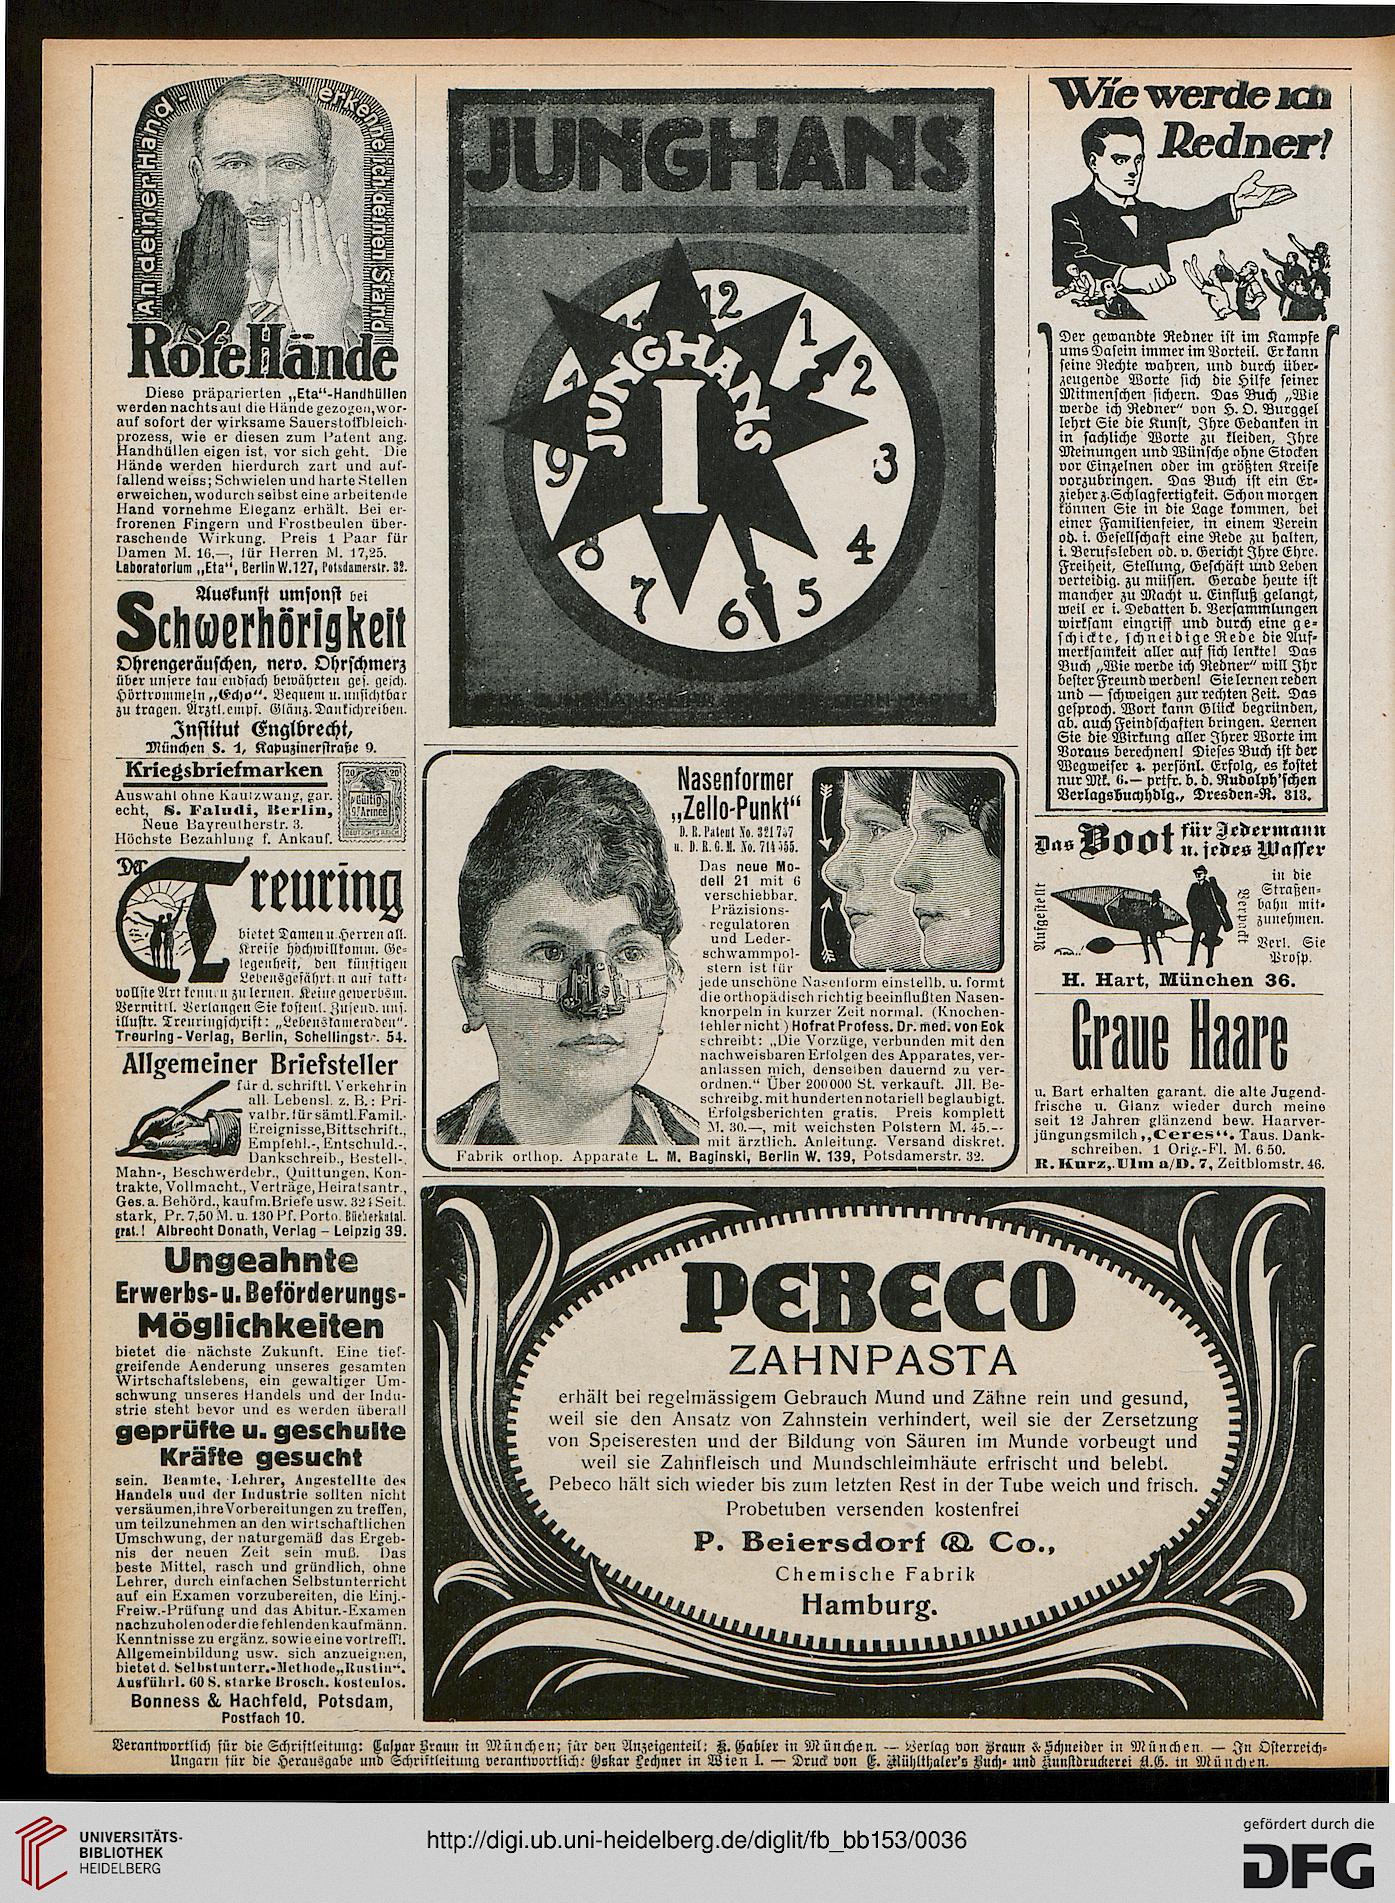 An deiner Hand erkenne ich deinen Stand
Rote Hände
Diese präparierten „Eta“-Handhüllen
werden nachts auf die Hände gezogen, wor-
auf sofort der wirksame Sauerstoffbleich-
prozess, wie er diesen zum Patent ang.
Handhüllen eigen ist, vor sich geht. Die
Hände werden hierdurch zart und auf-
fallend weiss; Schwielen und harte Stellen
erweichen, wodurch selbst eine arbeitende
Hand vornehme Eleganz erhält. Bei er-
frorenen Fingern und Frostbeulen über-
raschende Wirkung. Preis 1 Paar für
Damen M. 16,—, für Herren M. 17,25.
Laboratorium „Eta“, Berlin W.127, Potsdamerstr. 32.
Auskunft umsonst bei
Schwerhörigkeit
Ohrengeräuschen, nerv. Ohrschmerz
über unsere tausendfach bewährten ges. gesch.
Hörtrommeln „Echo“. Bequem u. unsichtbar
zu tragen. Ärztl. empf. Glänz. Dankschreiben.
Institut Englbrecht,
München S. 1, Kapuzinerstraße 9.
Kriegsbriefmarken
Auswahl ohne Kaufzwang, gar.
echt, S. Faludi, Berlin,
Neue Bayreutherstr. 3.
Höchste Bezahlung f. Ankauf.
20 20
Gültig
9. Armee
DEUTSCHES REICH
Der
Treuring
bietet Damen u. Herren all.
Kreise hochwillkomm. Ge-
legenheit, den künftigen
Lebensgefährten auf takt-
vollste Art kennen zu lernen. Keine gewerbsm.
Vermittl. Verlangen Sie kostenl. Zusend. uns.
illustr. Treuringschrift: „Lebenskameraden“.
Treuring-Verlag, Berlin, Schellingstr. 54.
Allgemeiner Briefsteller
für d. schriftl. Verkehr in
all. Lebensl. z. B.: Pri-
vatbr. für sämtl. Famil.-
Ereignisse, Bittschrift.,
Empfehl.-, Entschuld.-,
Dankschreib., Bestell-,
Mahn-, Beschwerdebr., Quittungen, Kon-
trakte, Vollmacht., Verträge, Heiratsantr.,
Ges. a. Behörd., kaufm. Briefe usw. 324 Seit.
stark, Pr. 7,50 M. u. 130 Pf. Porto. Bücherkatal.
grat.! Albrecht Donath, Verlag – Leipzig 39.
Ungeahnte
Erwerbs- u. Beförderungs-
Möglichkeiten
bietet die nächste Zukunft. Eine tief-
greifende Aenderung unseres gesamten
Wirtschaftslebens, ein gewaltiger Um-
schwung unseres Handels und der Indu-
strie steht bevor und es werden überall
geprüfte u. geschulte
Kräfte gesucht
sein. Beamte, Lehrer, Angestellte des
Handels und der Industrie sollten nicht
versäumen, ihre Vorbereitungen zu treffen,
um teilzunehmen an den wirtschaftlichen
Umschwung, der naturgemäß das Ergeb-
nis der neuen Zeit sein muß. Das
beste Mittel, rasch und gründlich, ohne
Lehrer, durch einfachen Selbstunterricht
auf ein Examen vorzubereiten, die Einj.-
Freiw.-Prüfung und das Abitur.-Examen
nachzuholen oder die fehlenden kaufmänn.
Kenntnisse zu ergänz. sowie eine vortreffl.
Allgemeinbildung usw. sich anzueignen,
bietet d. Selbstunterr.-Methode „Rustin“.
Ausführl. 60 S. starke Brosch. kostenlos.
Bonness & Hachfeld, Potsdam,
Postfach 10.
JUNGHANS
12 1 2 3 4 5 6 7 8 9 11
JUNGHANS
Nasenformer
„Zello-Punkt“
D. R. Patent No. 321757
u. D. R. G. M. No. 714555.
Das neue Mo-
dell 21 mit 6
verschiebbar.
Präzisions-
regulatoren
und Leder-
schwammpol-
stern ist für
jede unschöne Nasenform einstellb. u. formt
die orthopädisch richtig beeinflußten Nasen-
knorpeln in kurzer Zeit normal. (Knochen-
fehler nicht) Hofrat Profess. Dr. med. von Eck
schreibt: „Die Vorzüge, verbunden mit den
nachweisbaren Erfolgen des Apparates, ver-
anlassen mich, denselben dauernd zu ver-
ordnen.“ Über 200000 St. verkauft. Jll. Be-
schreibg. mit hunderten notariell beglaubigt.
Erfolgsberichten gratis. Preis komplett
M. 30.—, mit weichsten Polstern M. 45.—
mit ärztlich. Anleitung. Versand diskret.
Fabrik orthop. Apparate L. M. Baginski, Berlin W. 139, Potsdamerstr. 32.
Wie werde ich
Redner!
Der gewandte Redner ist im Kampfe
ums Dasein immer im Vorteil. Er kann
seine Rechte wahren, und durch über-
zeugende Worte sich die Hilfe seiner
Mitmenschen sichern. Das Buch „Wie
werde ich Redner“ von H. O. Burggel
lehrt Sie die Kunst, Ihre Gedanken in
in sachliche Worte zu kleiden, Ihre
Meinungen und Wünsche ohne Stocken
vor Einzelnen oder im größten Kreise
vorzubringen. Das Buch ist ein Er-
zieher z. Schlagfertigkeit. Schon morgen
können Sie in die Lage kommen, bei
einer Familienfeier, in einem Verein
od. i. Gesellschaft eine Rede zu halten,
i. Berufsleben od. v. Gericht Ihre Ehre.
Freiheit, Stellung, Geschäft und Leben
verteidig. zu müssen. Gerade heute ist
mancher zu Macht u. Einfluß gelangt,
weil er i. Debatten b. Versammlungen
wirksam eingriff und durch eine ge-
schickte, schneidige Rede die Auf-
merksamkeit aller auf sich lenkte! Das
Buch „Wie werde ich Redner“ will Ihr
bester Freund werden! Sie lernen reden
und — schweigen zur rechten Zeit. Das
gesproch. Wort kann Glück begründen,
ab. auch Feindschaften bringen. Lernen
Sie die Wirkung aller Ihrer Worte im
Voraus berechnen! Dieses Buch ist der
Wegweiser z. persönl. Erfolg, es kostet
nur Mk. 6.— prtfr. b. d. Rudolph'schen
Verlagsbuchhdlg., Dresden-R. 313.
Das Boot für Jedermann
u. jedes Wasser
Aufgestellt
Verpackt
in die
Straßen-
bahn mit-
zunehmen.
Verl. Sie
Prosp.
H. Hart, München 36.
Graue Haare
u. Bart erhalten garant. die alte Jugend-
frische u. Glanz wieder durch meine
seit 12 Jahren glänzend bew. Haarver-
jüngungsmilch „Ceres“. Taus. Dank-
schreiben. 1 Orig.-Fl. M. 6 50.
R. Kurz, Ulm a/D. 7, Zeitblomstr. 46.
PEBECO
ZAHNPASTA
erhält bei regelmässigem Gebrauch Mund und Zähne rein und gesund,
weil sie den Ansatz von Zahnstein verhindert, weil sie der Zersetzung
von Speiseresten und der Bildung von Säuren im Munde vorbeugt und
weil sie Zahnfleisch und Mundschleimhäute erfrischt und belebt.
Pebeco hält sich wieder bis zum letzten Rest in der Tube weich und frisch.
Probetuben versenden kostenfrei
P. Beiersdorf & Co.,
Chemische Fabrik
Hamburg.
Verantwortlich für die Schriftleitung: Caspar Braun in München; für den Anzeigenteil: K. Gabler in München. — Verlag von Braun & Schneider in München. — In Österreich-
Ungarn für die Herausgabe und Schriftleitung verantwortlich: Oskar Lechner in Wien I. — Druck von E. Mühlthaler's Buch- und Kunstdruckerei A.G. in München.
UNIVERSITÄTS-
BIBLIOTHEK
HEIDELBERG
http://digi.ub.uni-heidelberg.de/diglit/fb_bb153/0036
gefördert durch die
DFG